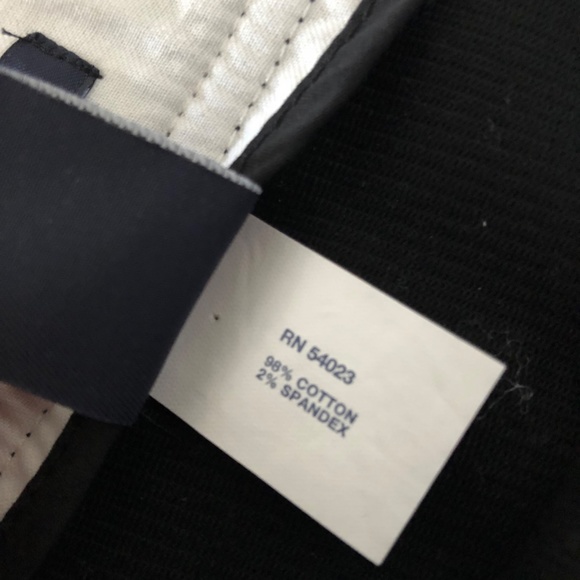 RN 54023
98% COTTON
2% SPANDEX